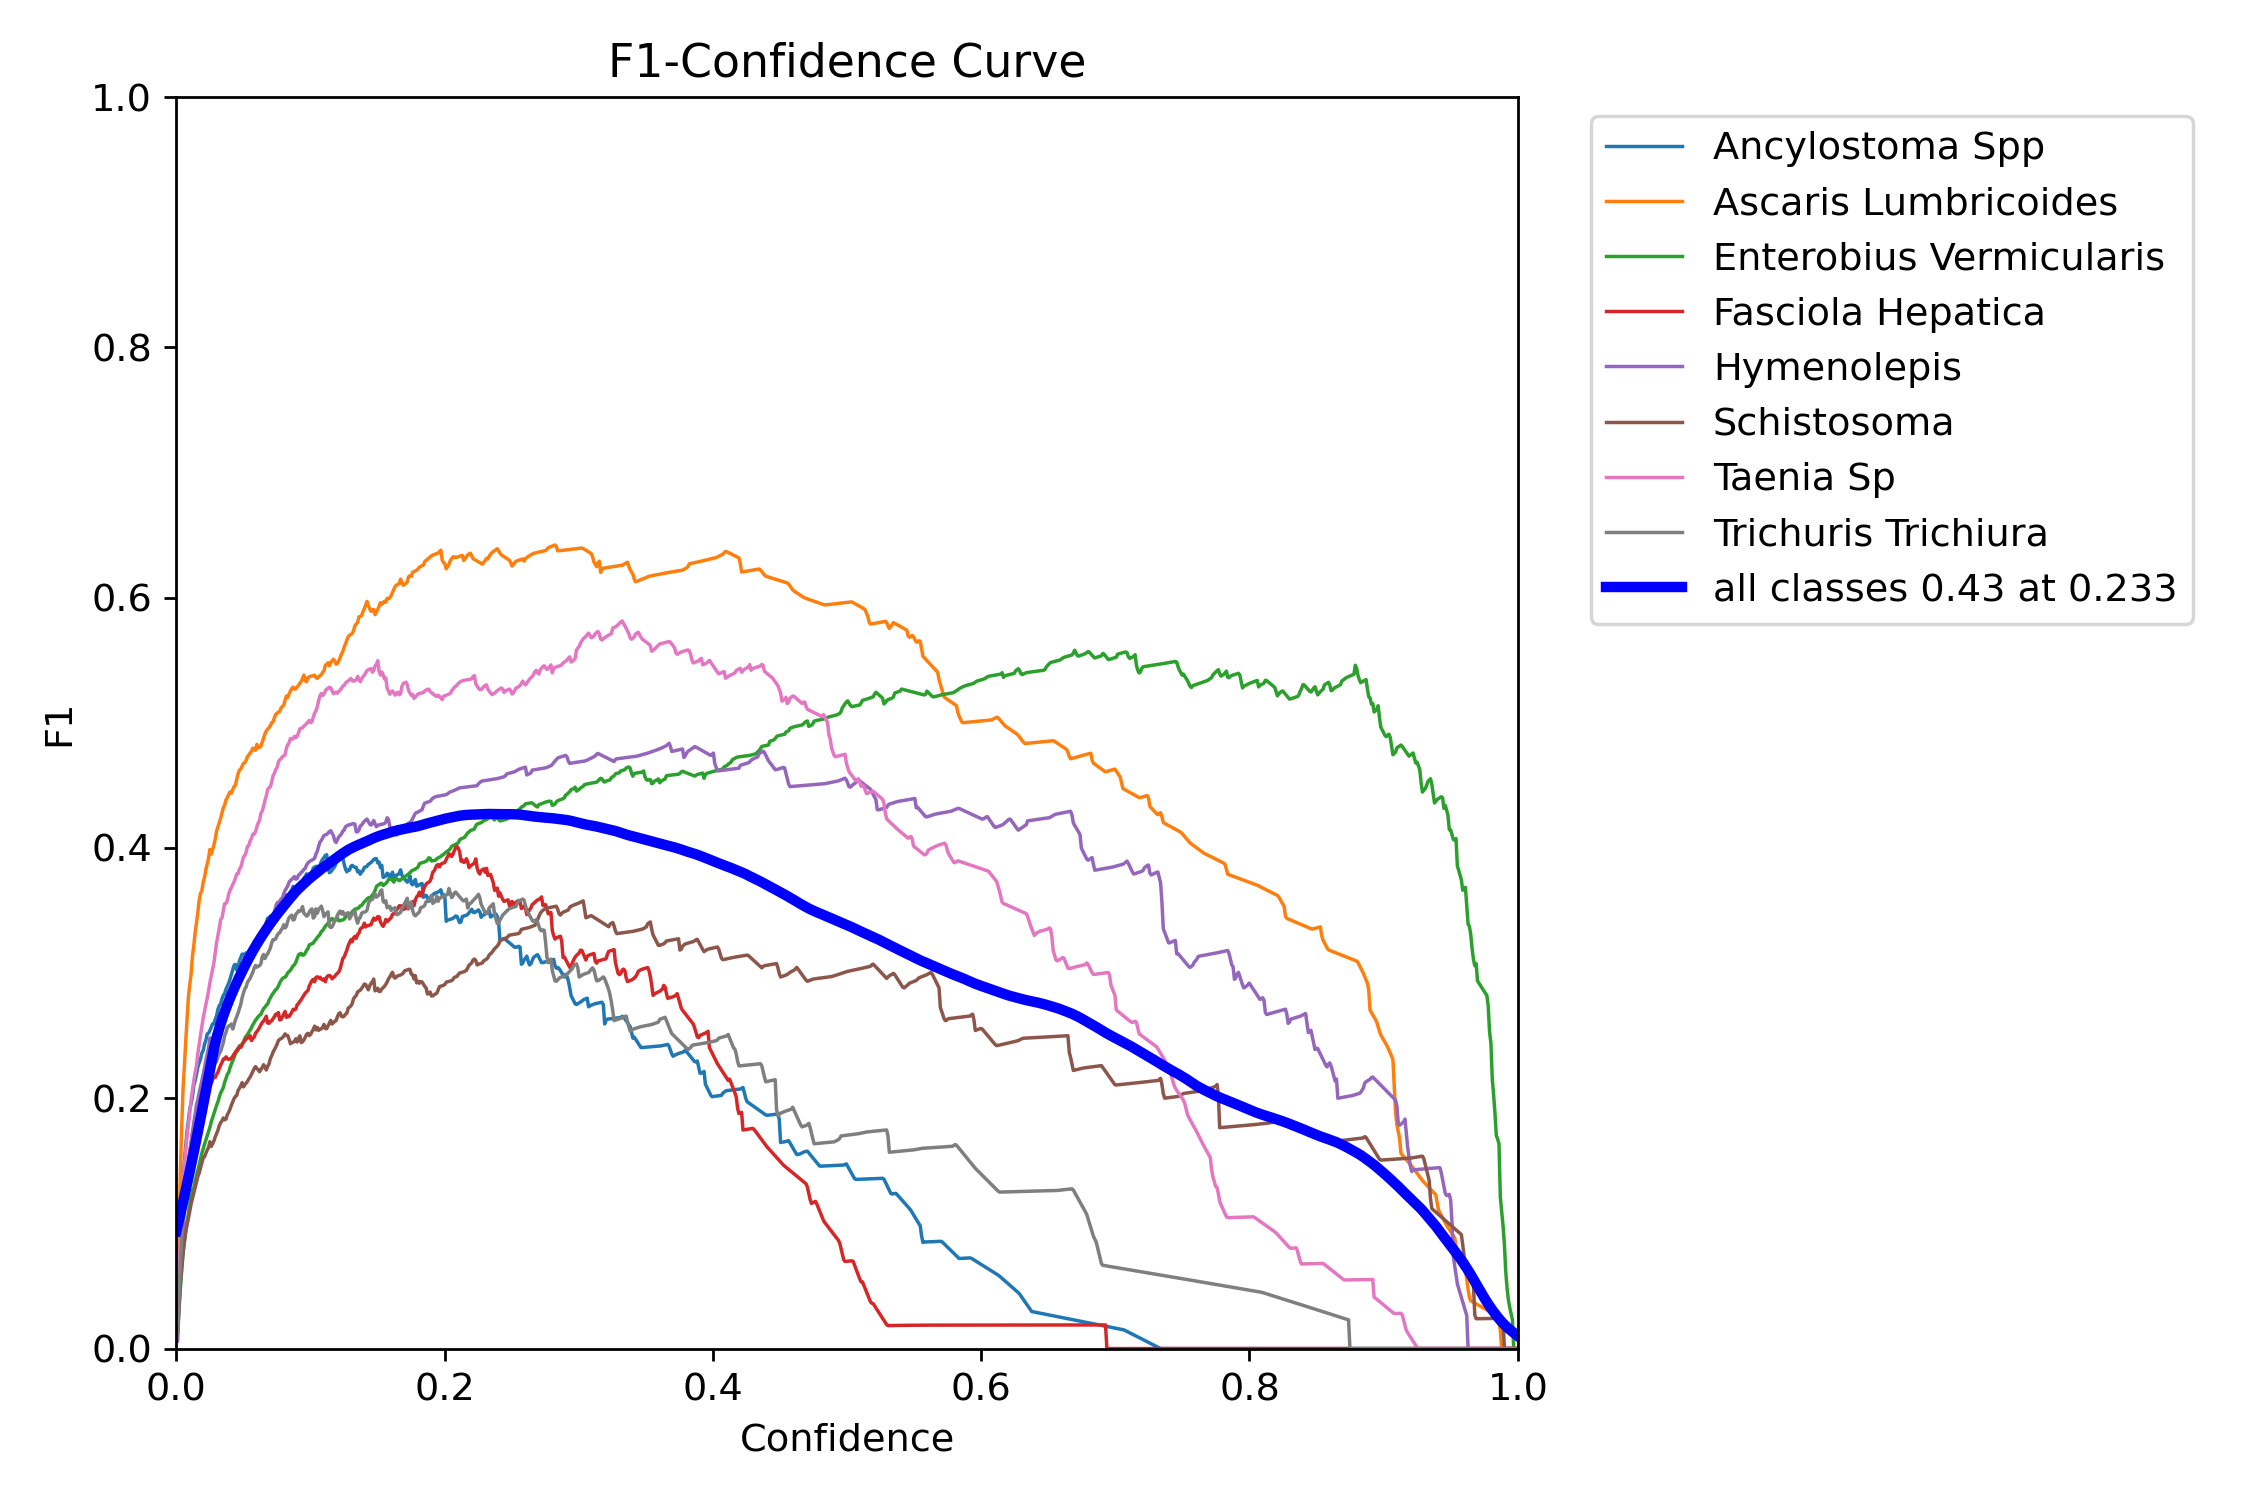 F1-Confidence Curve
1.0
0.8
0.6
0.4
0.2
0.0
F1
0.0 0.2 0.4 0.6 0.8 1.0
Confidence
Ancylostoma Spp
Ascaris Lumbricoides
Enterobius Vermicularis
Fasciola Hepatica
Hymenolepis
Schistosoma
Taenia Sp
Trichuris Trichiura
all classes 0.43 at 0.233